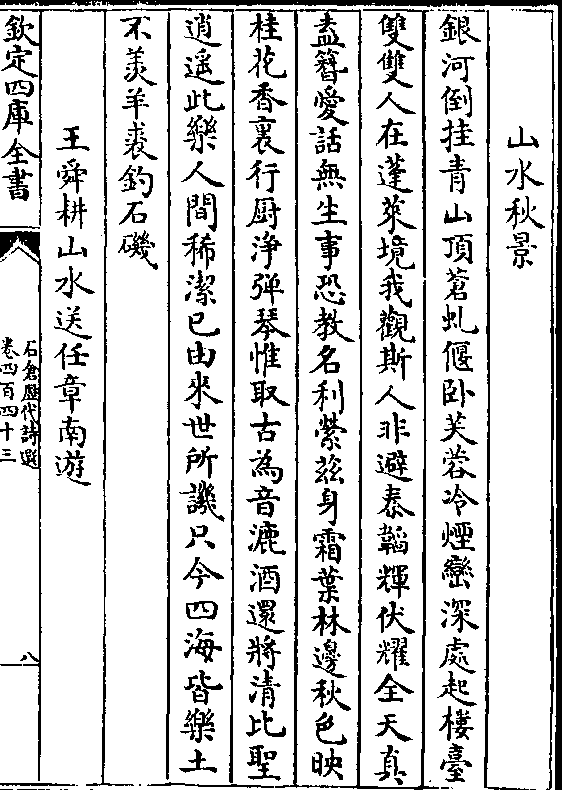 山水秋景
銀河倒挂青山頂蒼虬偃卧芙蓉冷煙巒深處起樓臺
雙雙人在蓬萊境我觀斯人非避秦韜輝伏耀全天真
盍簪愛話無生事恐教名利縈兹身霜葉林邊秋色映
桂花香裏行厨淨弹琴惟取古為音漉酒還將清比聖
逍遥此樂人間稀潔已由來世所譏只今四海皆樂土
不羡羊裘釣石磯
王舜耕山水送任章南遊
欽定四庫全書
石倉歷代詩選
卷四百四十三
八